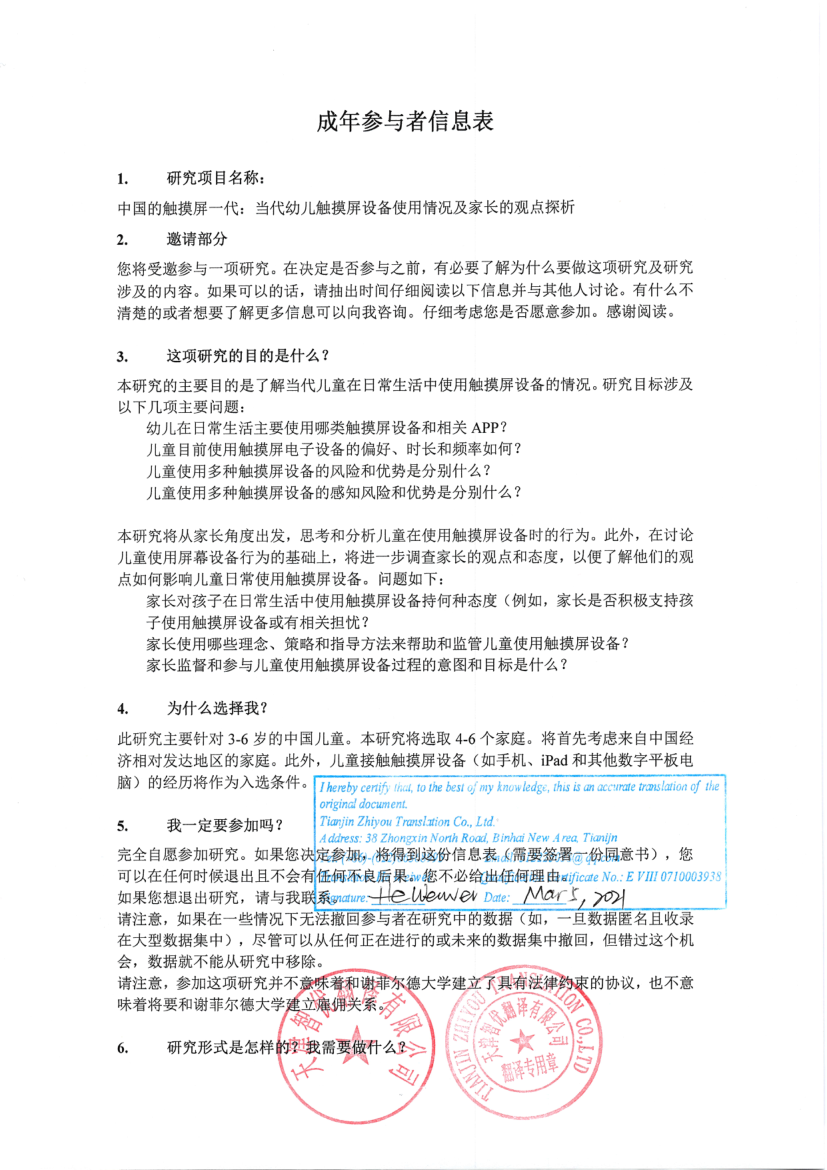 成年参与者信息表
1. 研究项目名称：
中国的触摸屏一代：当代幼儿触摸屏设备使用情况及家长的观点探析
2. 邀请部分
您将受邀参与一项研究。在决定是否参与之前，有必要了解为什么要做这项研究及研究
涉及的内容。如果可以的话，请抽出时间仔细阅读以下信息并与其他人讨论。有什么不
清楚的或者想要了解更多信息可以向我咨询。仔细考虑您是否愿意参加。感谢阅读。
3. 这项研究的目的是什么？
本研究的主要目的是了解当代儿童在日常生活中使用触摸屏设备的情况。研究目标涉及
以下几项主要问题：
幼儿在日常生活主要使用哪类触摸屏设备和相关 APP？
儿童目前使用触摸屏电子设备的偏好、时长和频率如何？
儿童使用多种触摸屏设备的风险和优势是分别什么？
儿童使用多种触摸屏设备的感知风险和优势是分别什么？
本研究将从家长角度出发，思考和分析儿童在使用触摸屏设备时的行为。此外，在讨论
儿童使用屏幕设备行为的基础上，将进一步调查家长的观点和态度，以便了解他们的观
点如何影响儿童日常使用触摸屏设备。问题如下：
家长对孩子在日常生活中使用触摸屏设备持何种态度（例如，家长是否积极支持孩
子使用触摸屏设备或有相关担忧？
家长使用哪些理念、策略和指导方法来帮助和监管儿童使用触摸屏设备？
家长监督和参与儿童使用触摸屏设备过程的意图和目标是什么？
4. 为什么选择我？
此研究主要针对 3-6 岁的中国儿童。本研究将选取 4-6 个家庭。将首先考虑来自中国经
济相对发达地区的家庭。此外，儿童接触触摸屏设备（如手机、iPad 和其他数字平板电
脑）的经历将作为入选条件。
I hereby certify that, to the best of my knowledge, this is an accurate translation of the
original document.
Tianjin Zhiyou Translation Co., Ltd.
Address: 38 Zhongxin North Road, Binhai New Area, Tianijn
5. 我一定要参加吗？
完全自愿参加研究。如果您决定参加，将得到这份信息表（需要签署一份同意书），您
可以在任何时候退出且不会有任何不良后果。您不必给出任何理由。
Certificate No.: E VIII 0710003938
如果您想退出研究，请与我联系。
Signature: Date: Mar 5, 2021
请注意，如果在一些情况下无法撤回参与者在研究中的数据（如，一旦数据匿名且收录
在大型数据集中），尽管可以从任何正在进行的或未来的数据集中撤回，但错过这个机
会，数据就不能从研究中移除。
请注意，参加这项研究并不意味着和谢菲尔德大学建立了具有法律约束的协议，也不意
味着将要和谢菲尔德大学建立雇佣关系。
6. 研究形式是怎样的？我需要做什么？
天津智优翻译有限公司
TIANJIN ZHIYOU TRANSLATION CO.,LTD
天津智优翻译有限公司
翻译专用章